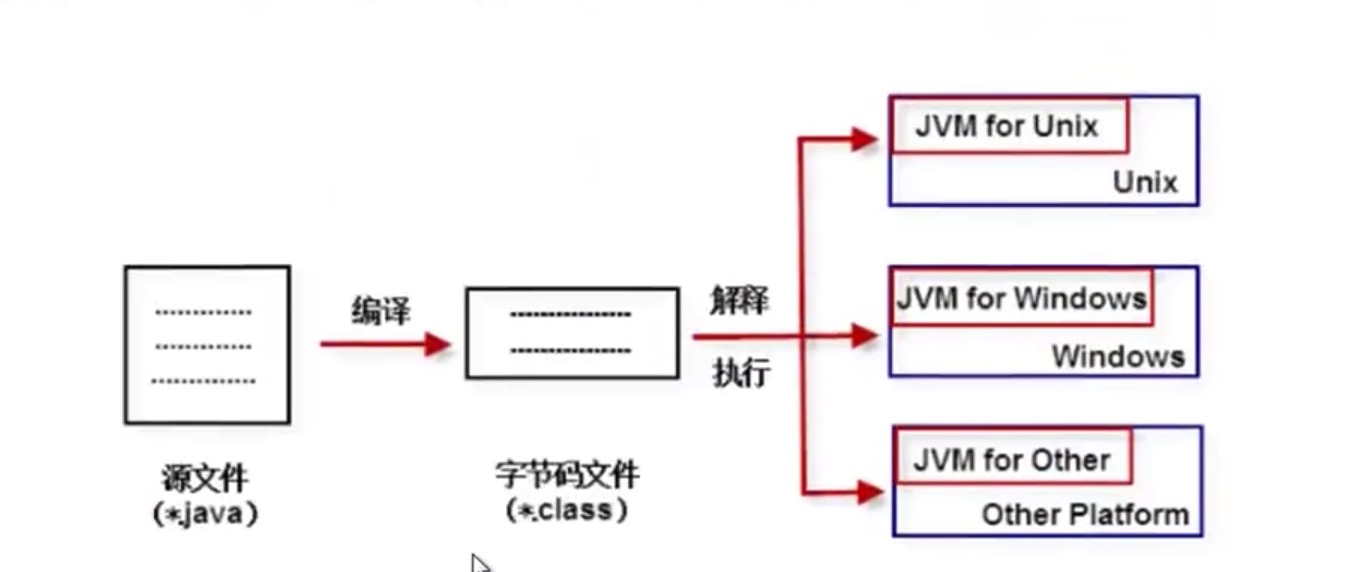 JVM for Unix
Unix
编译
解释
执行
JVM for Windows
Windows
源文件
(*.java)
字节码文件
(*.class)
JVM for Other
Other Platform